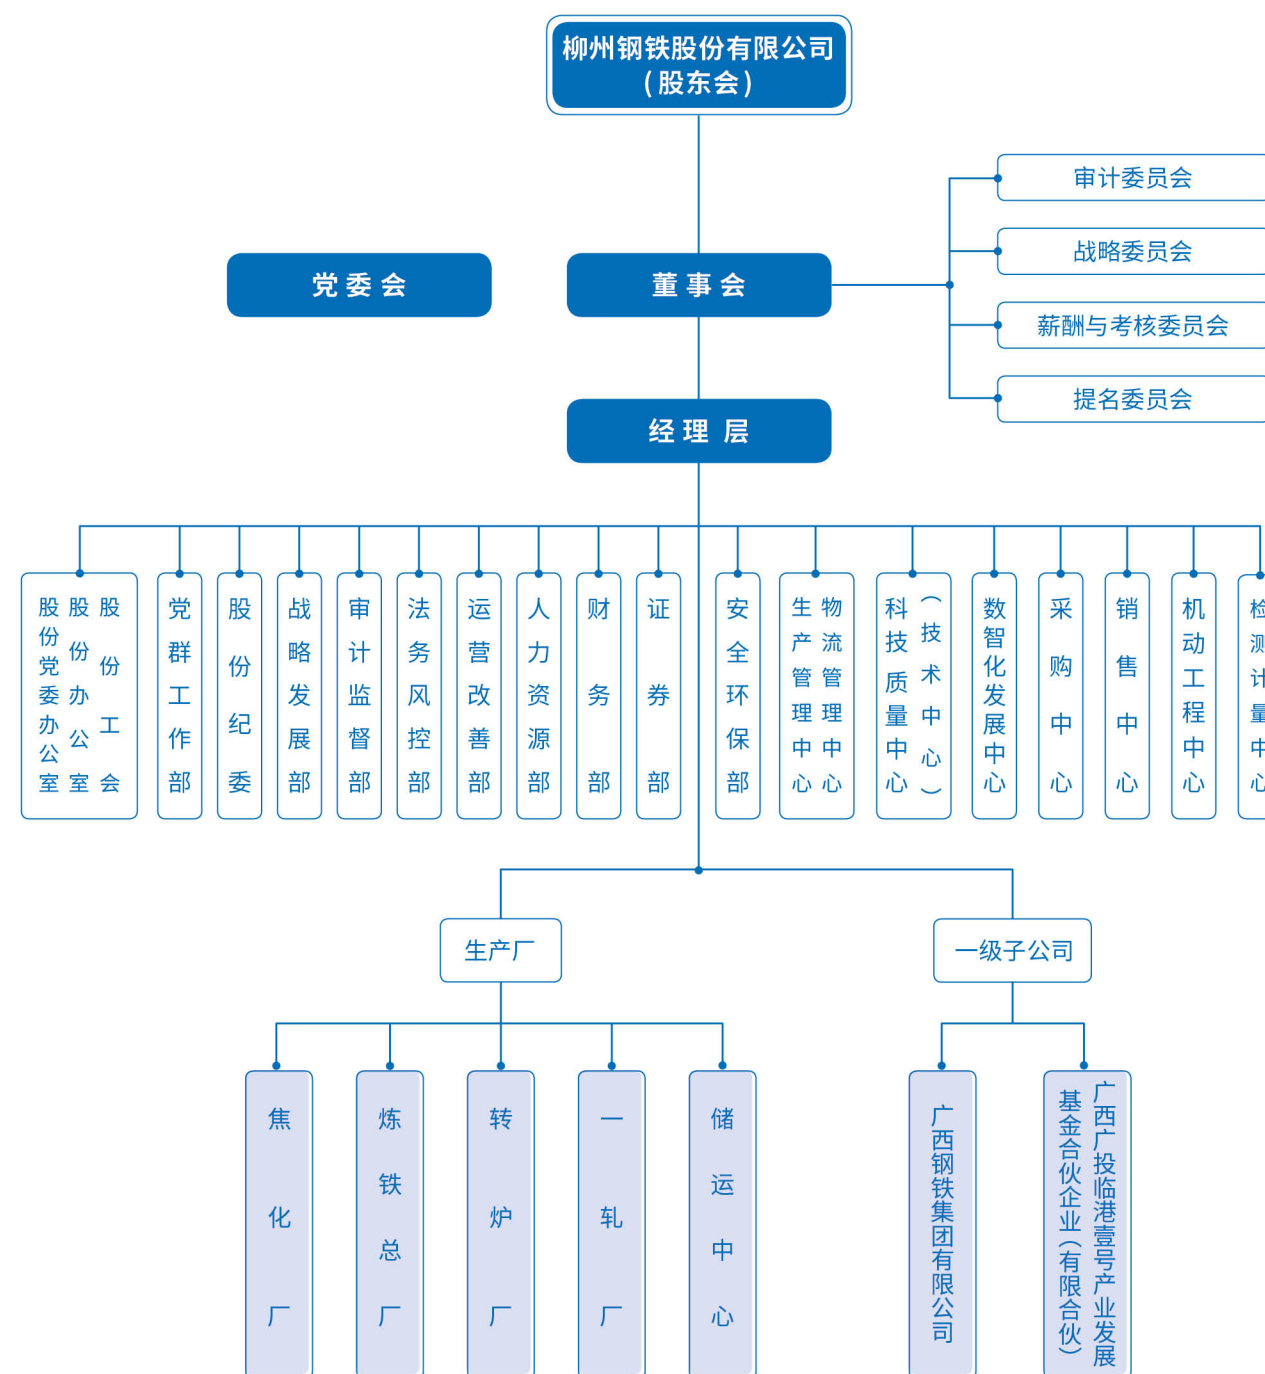 柳州钢铁股份有限公司
(股东会)
审计委员会
战略委员会
党委会
董事会
薪酬与考核委员会
提名委员会
经理层
股份党委办公室
股份办公室
股份工会
党群工作部
股份纪委
战略发展部
审计监督部
法务风控部
运营改善部
人力资源部
财务部
证券部
安全环保部
生产管理中心
物流管理中心
科技质量中心
（技术中心）
数智化发展中心
采购中心
销售中心
机动工程中心
检测计量中心
生产厂
一级子公司
焦化厂
炼铁总厂
转炉厂
一轧厂
储运中心
广西钢铁集团有限公司
广西广投临港壹号产业发展
基金合伙企业（有限合伙）